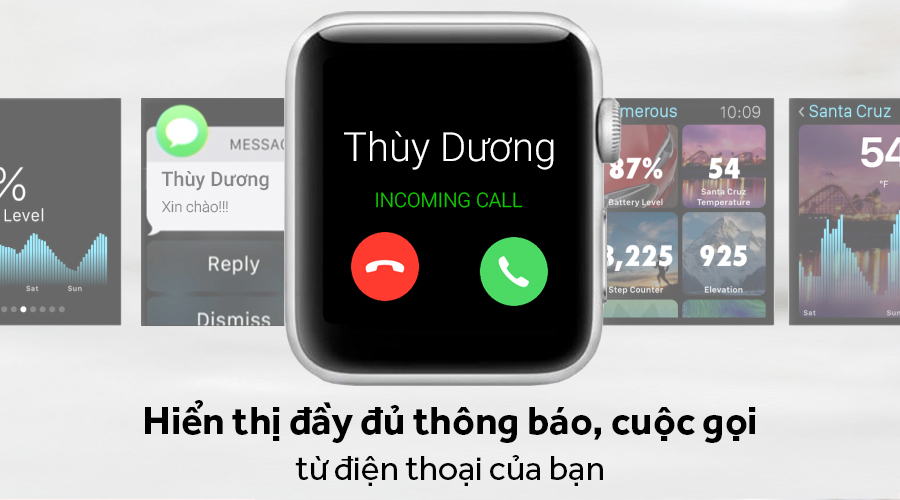 %
Level
Sat Sun
Thùy Dương
Xin chào!!!
Reply
Dismiss
Thùy Dương
INCOMING CALL
10:09
87%
Battery Level
54
Santa Cruz
Temperature
3,225
Step Counter
925
Elevation
< Santa Cruz
54
°F
Sat
Hiển thị đầy đủ thông báo, cuộc gọi
từ điện thoại của bạn